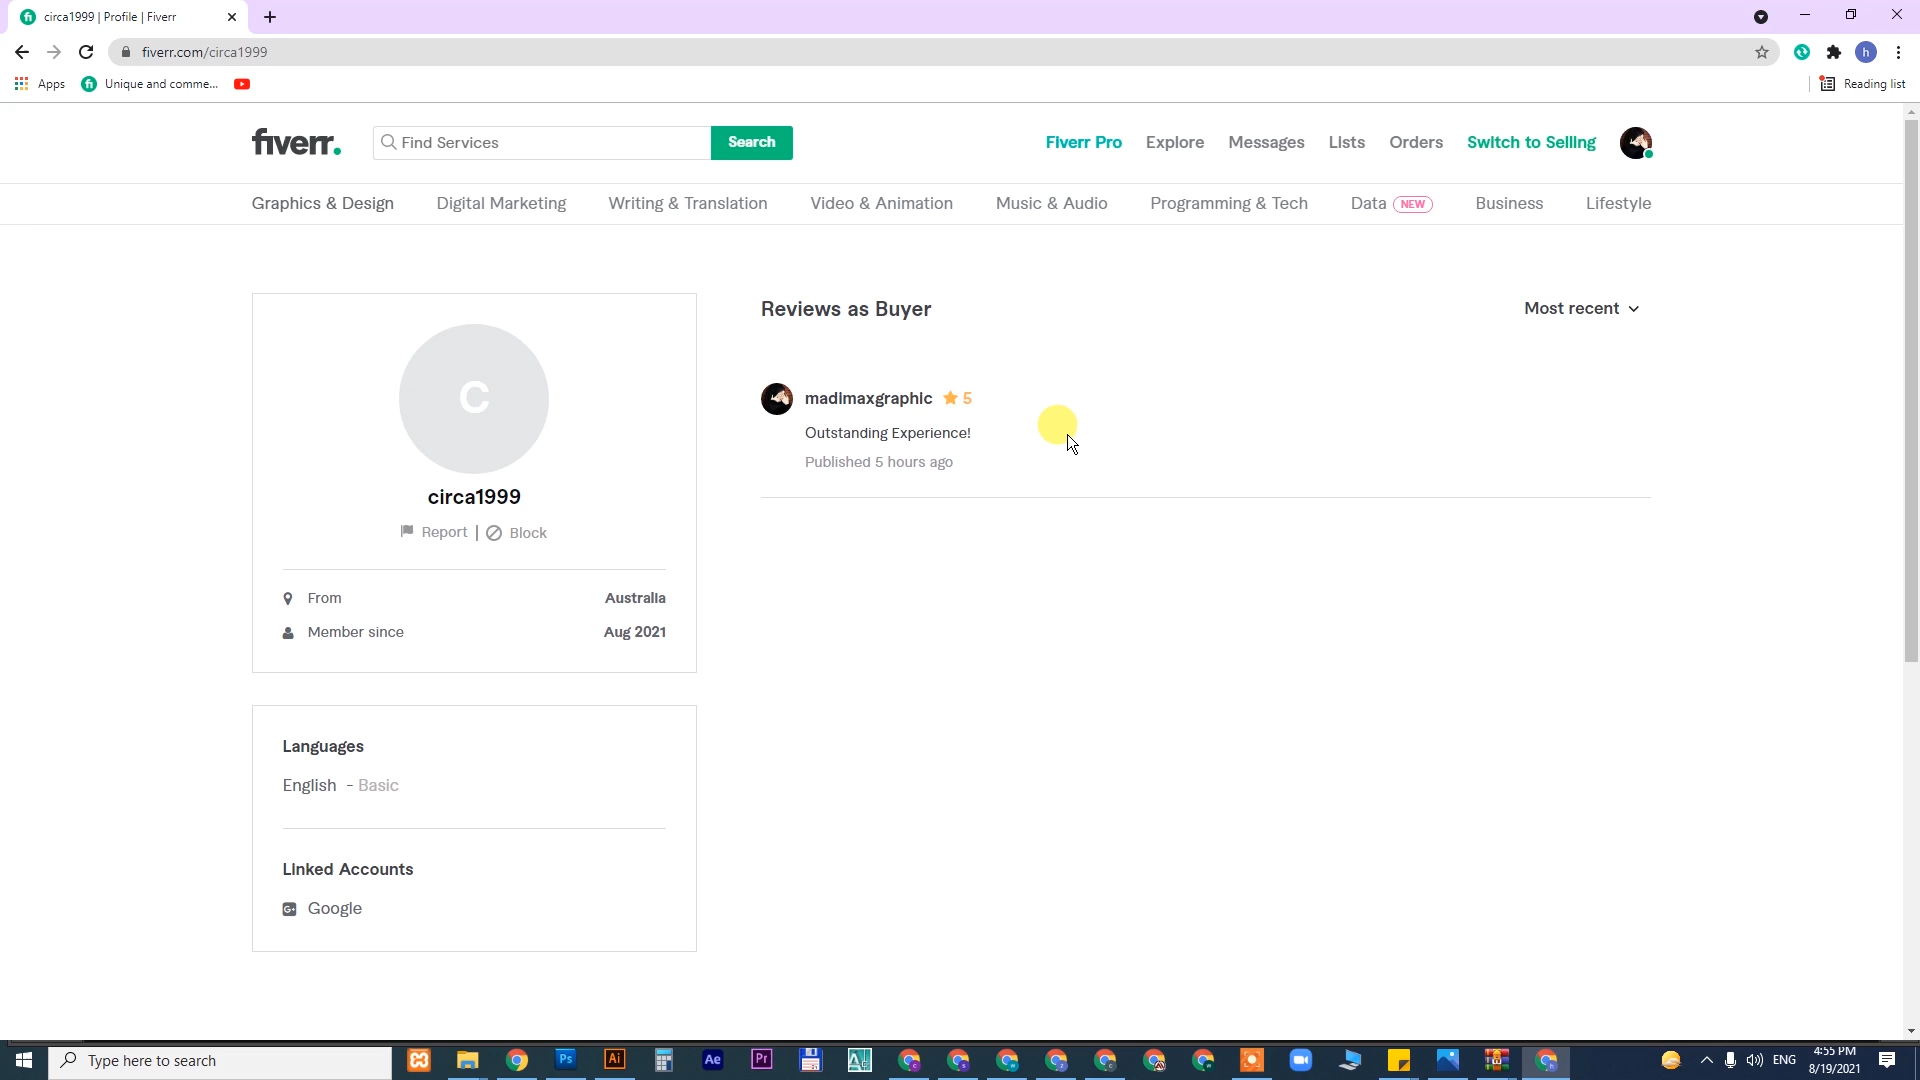 circa1999 | Profile | Fiverr
fiverr.com/circa1999
h
Apps
Unique and comme...
Reading list
fiverr.
Find Services
Search
Fiverr Pro
Explore
Messages
Lists
Orders
Switch to Selling
Graphics & Design
Digital Marketing
Writing & Translation
Video & Animation
Music & Audio
Programming & Tech
Data NEW
Business
Lifestyle
C
circa1999
Report | Block
From Australia
Member since Aug 2021
Languages
English - Basic
Linked Accounts
G+ Google
Reviews as Buyer
Most recent
madimaxgraphic 5
Outstanding Experience!
Published 5 hours ago
Type here to search
Ps
Ai
Ae
Pr
ENG
4:55 PM
8/19/2021